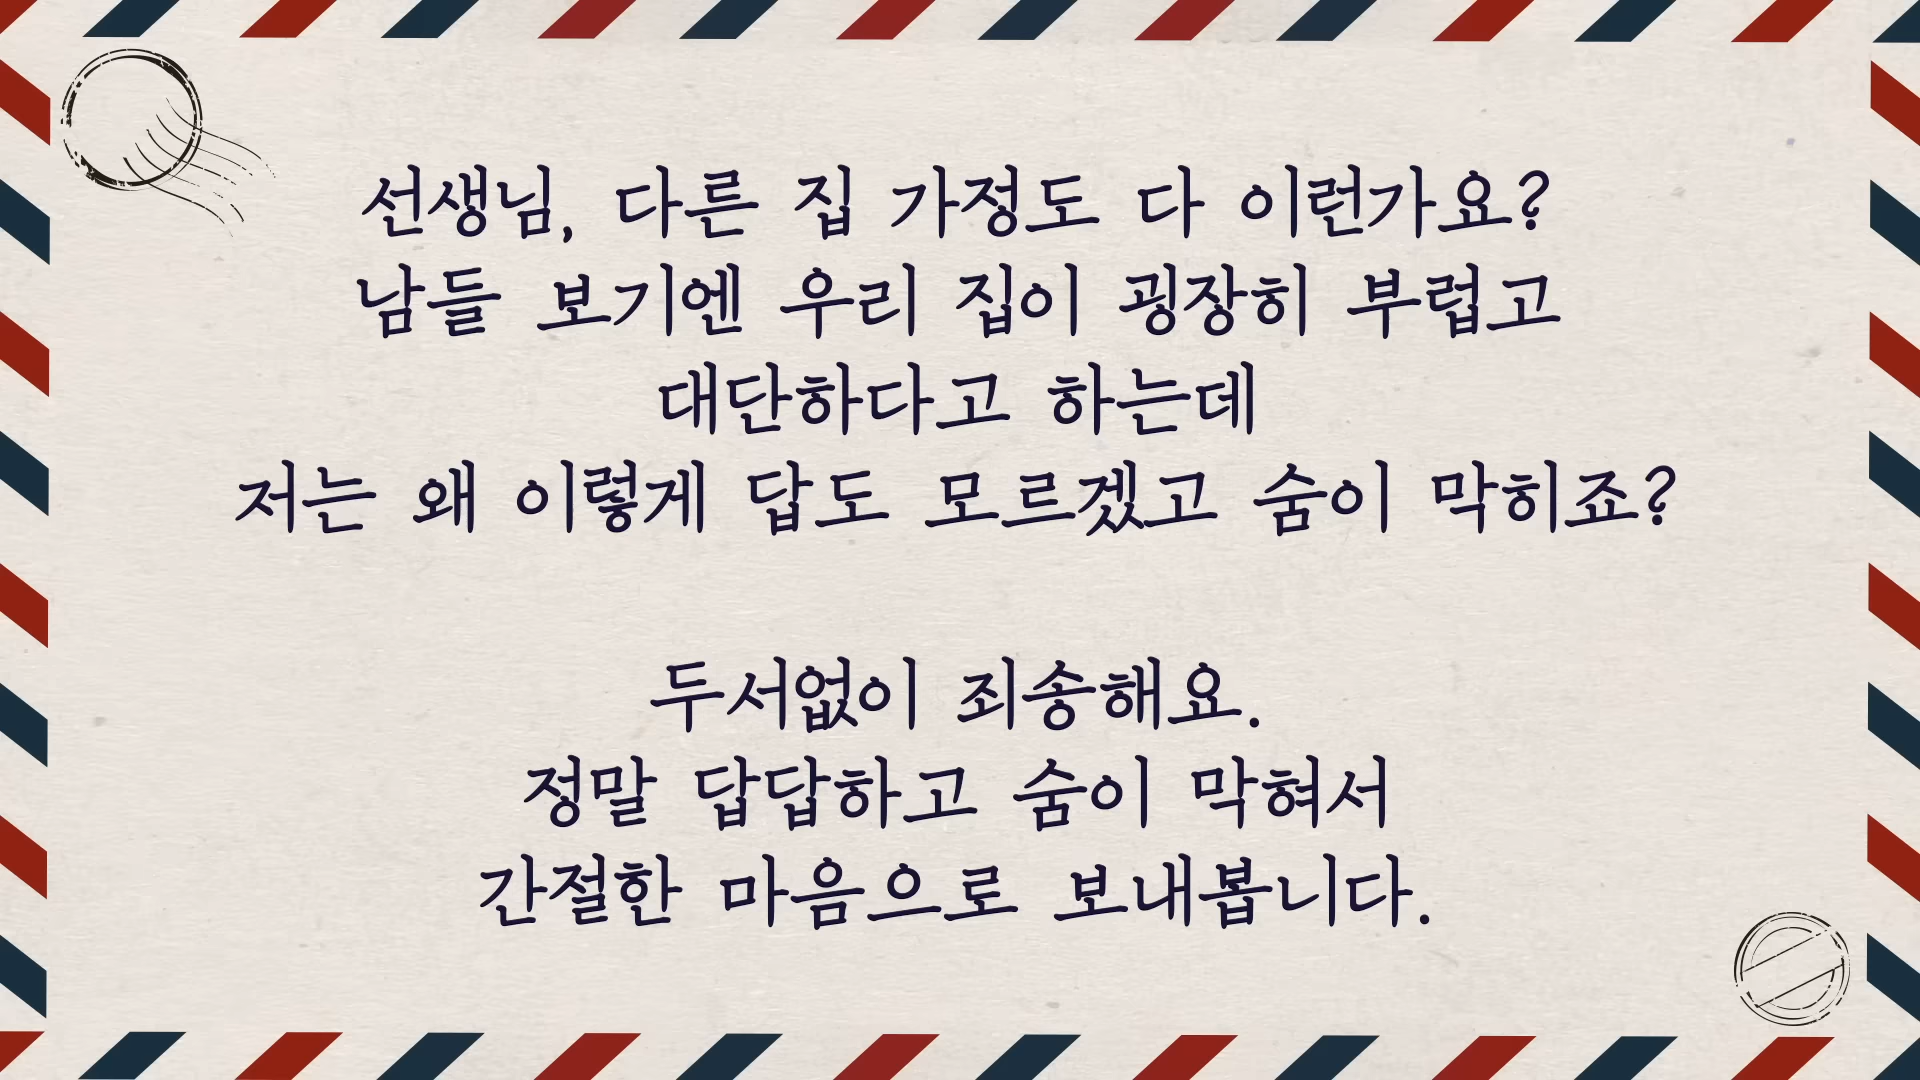 선생님, 다른 집 가정도 다 이런가요?
남들 보기엔 우리 집이 굉장히 부럽고
대단하다고 하는데
저는 왜 이렇게 답도 모르겠고 숨이 막히죠?
두서없이 죄송해요.
정말 답답하고 숨이 막혀서
간절한 마음으로 보내봅니다.